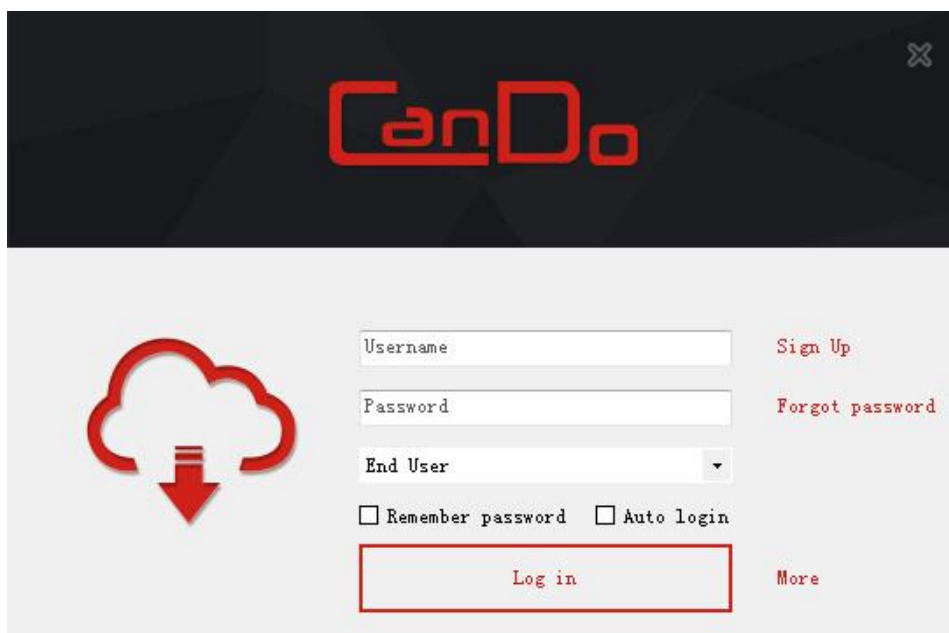 CanDo
Username
Sign Up
Password
Forgot password
End User
Remember password
Auto login
Log in
More